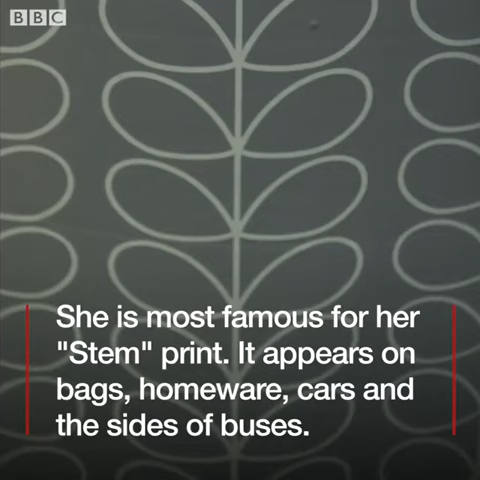 BBC
She is most famous for her
"Stem" print. It appears on
bags, homeware, cars and
the sides of buses.